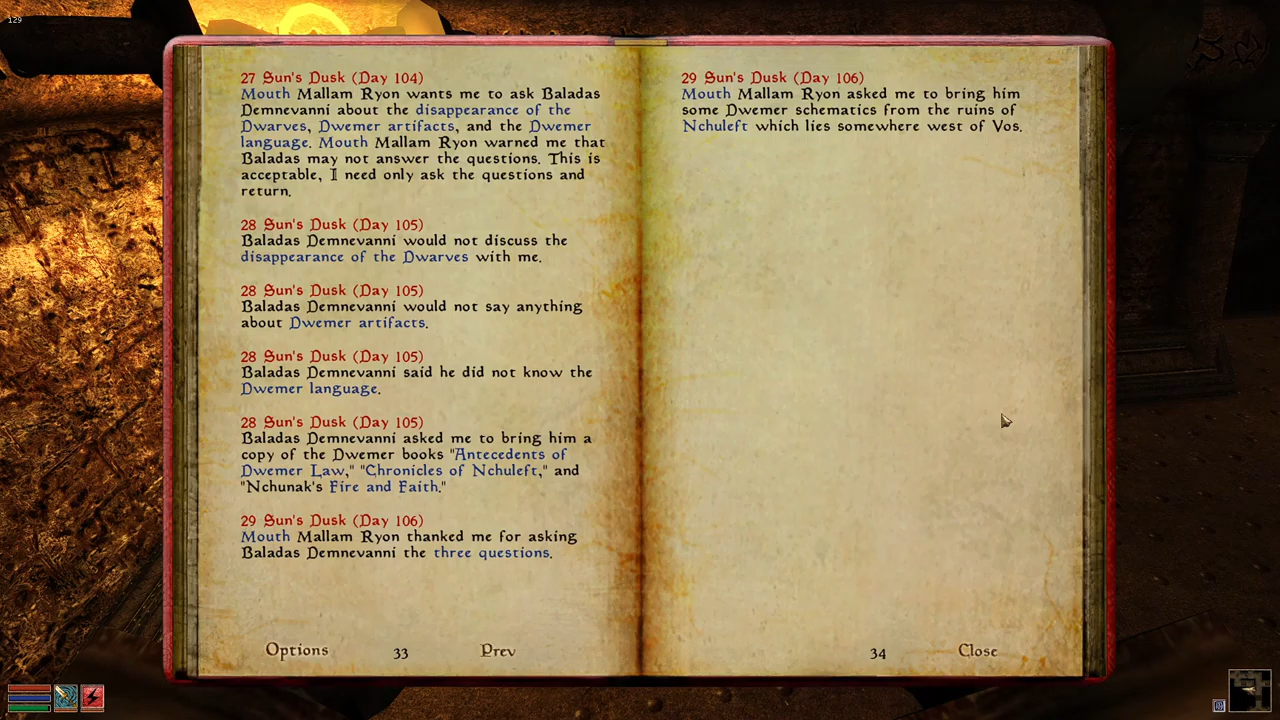 129
27 Sun's Dusk (Day 104)
Mouth Mallam Ryon wants me to ask Baladas
Demnevanni about the disappearance of the
Dwarves, Dwemer artifacts, and the Dwemer
language. Mouth Mallam Ryon warned me that
Baladas may not answer the questions. This is
acceptable, I need only ask the questions and
return.
28 Sun's Dusk (Day 105)
Baladas Demnevanni would not discuss the
disappearance of the Dwarves with me.
28 Sun's Dusk (Day 105)
Baladas Demnevanni would not say anything
about Dwemer artifacts.
28 Sun's Dusk (Day 105)
Baladas Demnevanni said he did not know the
Dwemer language.
28 Sun's Dusk (Day 105)
Baladas Demnevanni asked me to bring him a
copy of the Dwemer books "Antecedents of
Dwemer Law," "Chronicles of Nchuleft," and
"Nchunak's Fire and Faith."
29 Sun's Dusk (Day 106)
Mouth Mallam Ryon thanked me for asking
Baladas Demnevanni the three questions.
Options
33
Prev
29 Sun's Dusk (Day 106)
Mouth Mallam Ryon asked me to bring him
some Dwemer schematics from the ruins of
Nchuleft which lies somewhere west of Vos.
34
Close